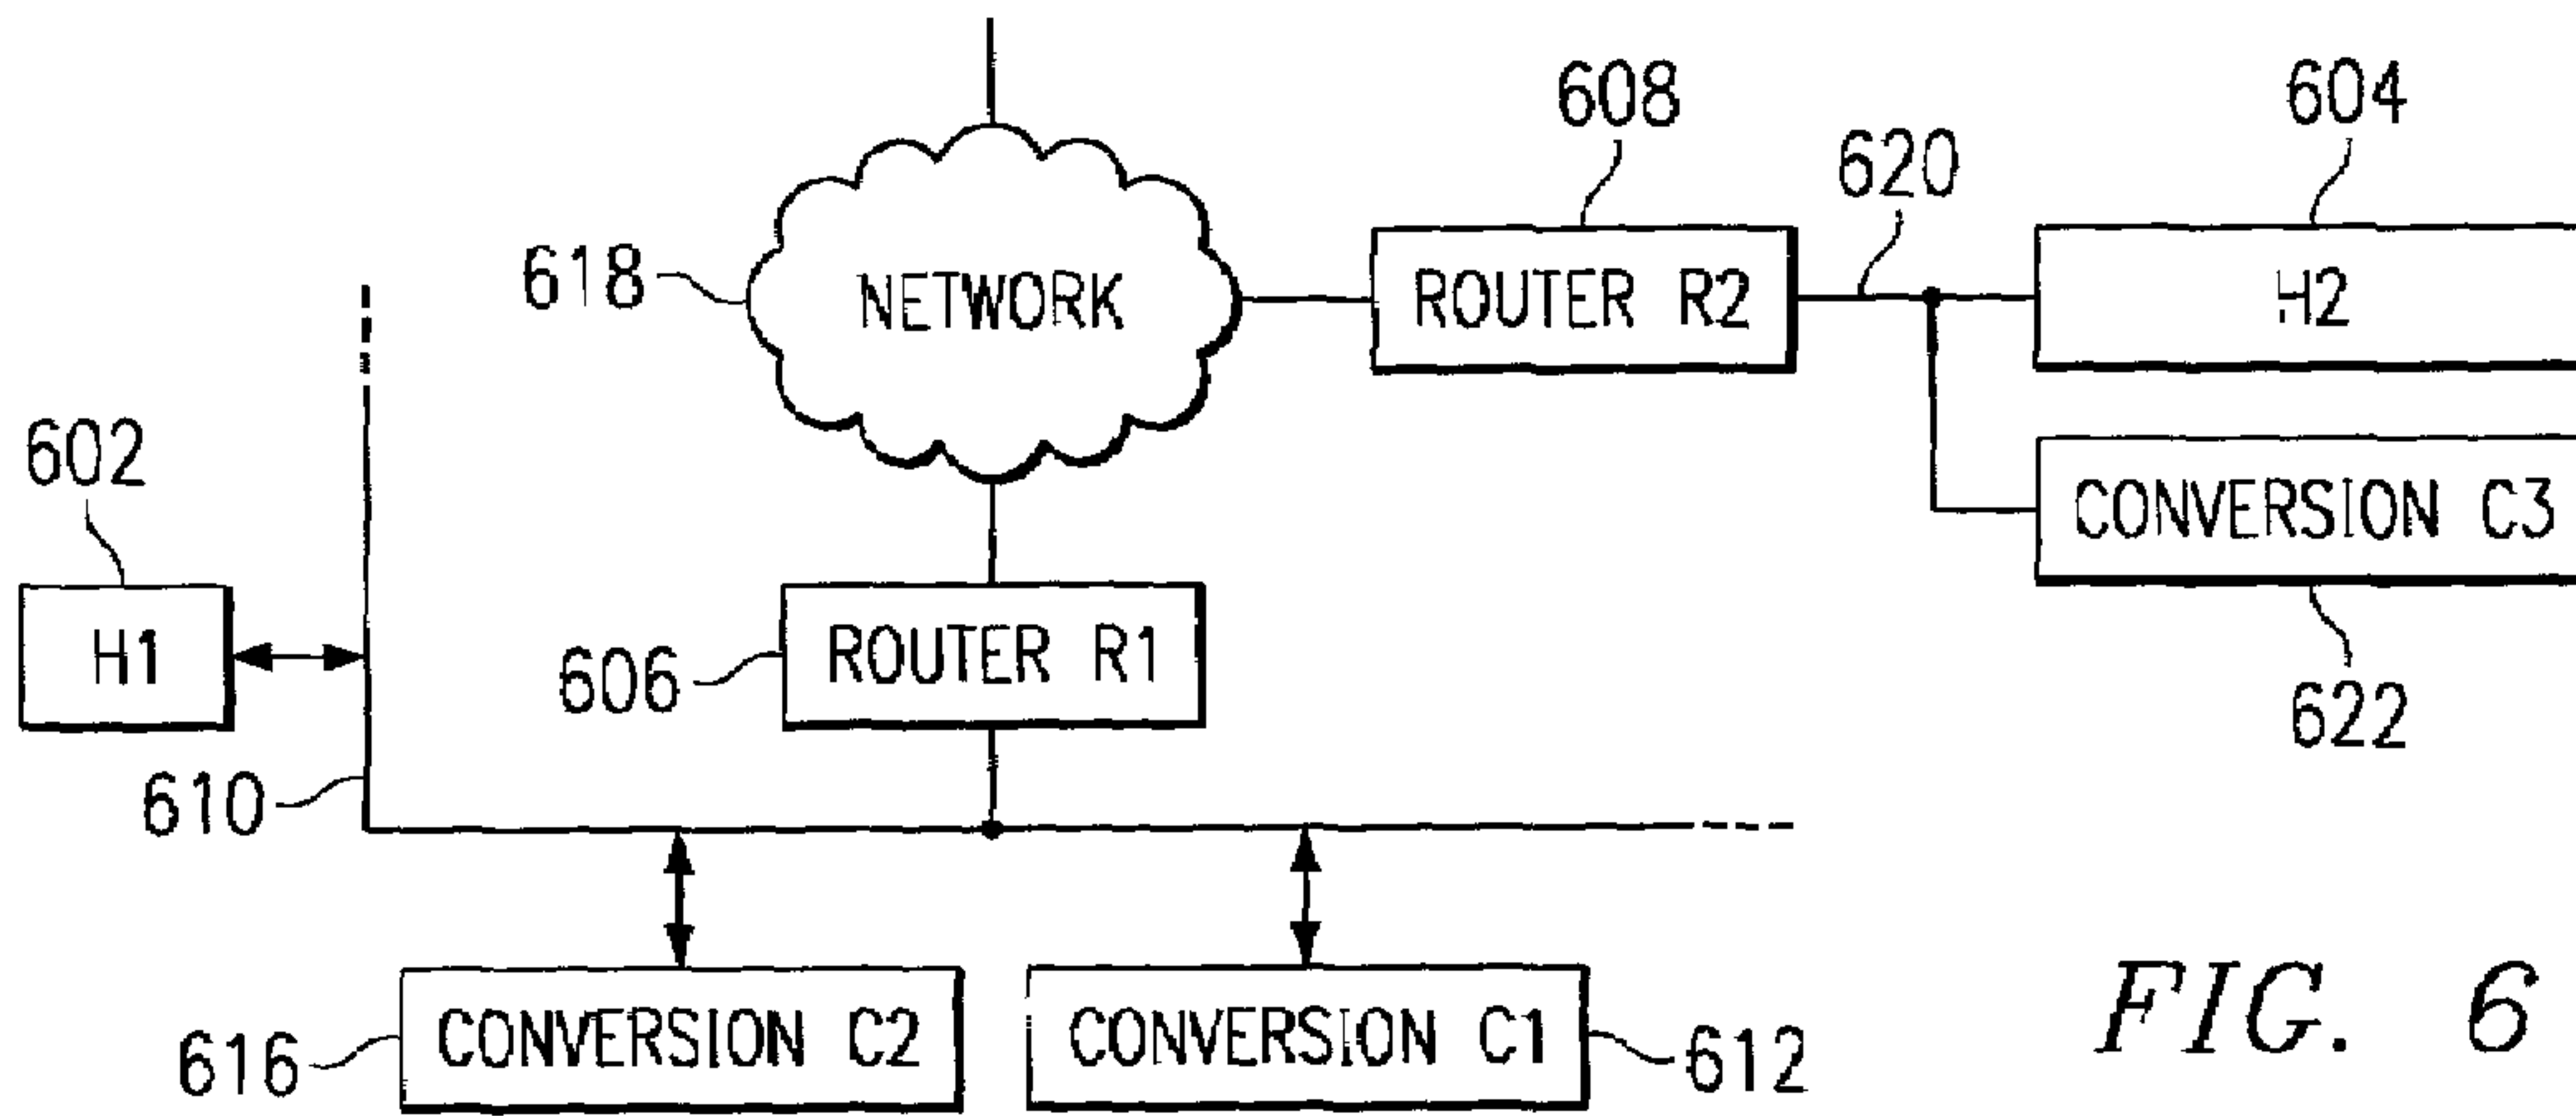 608
604
620
618
NETWORK
ROUTER R2
H2
602
CONVERSION C3
H1
606
ROUTER R1
622
610
616
CONVERSION C2
CONVERSION C1
612
FIG. 6